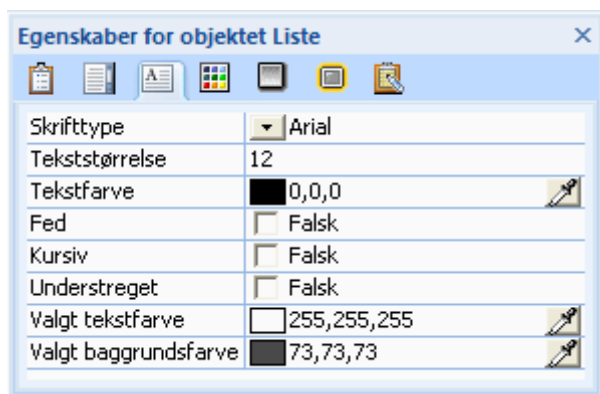 Egenskaber for objektet Liste
Skrifttype Arial
Tekststørrelse 12
Tekstfarve 0,0,0
Fed Falsk
Kursiv Falsk
Understreget Falsk
Valgt tekstfarve 255,255,255
Valgt baggrundsfarve 73,73,73